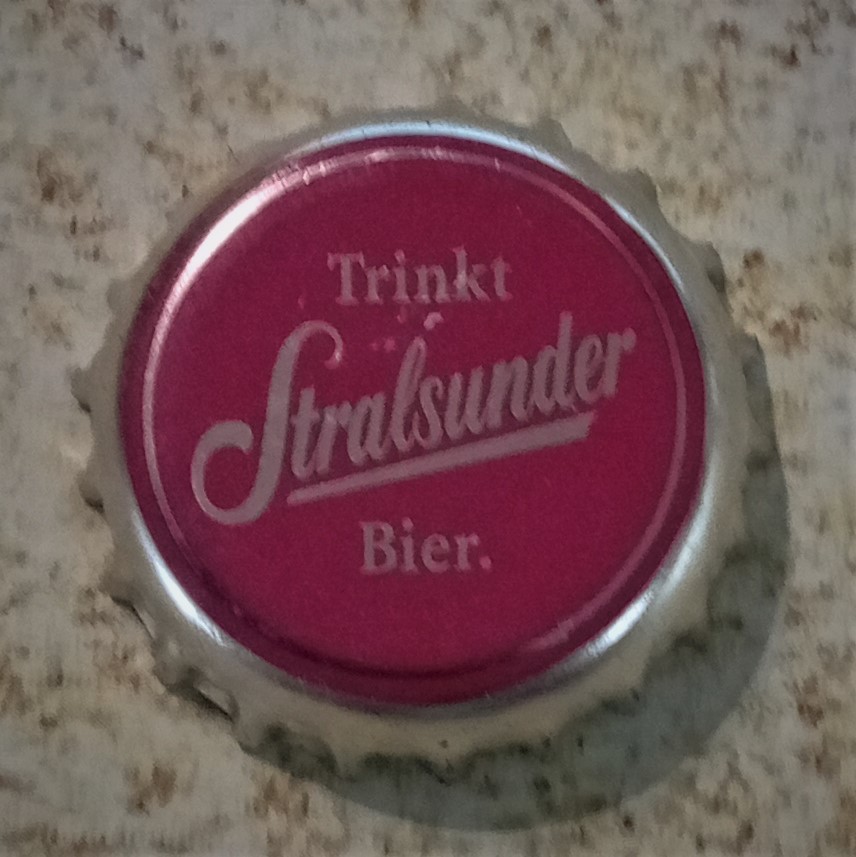 Trinkt
Stralsunder
Bier.